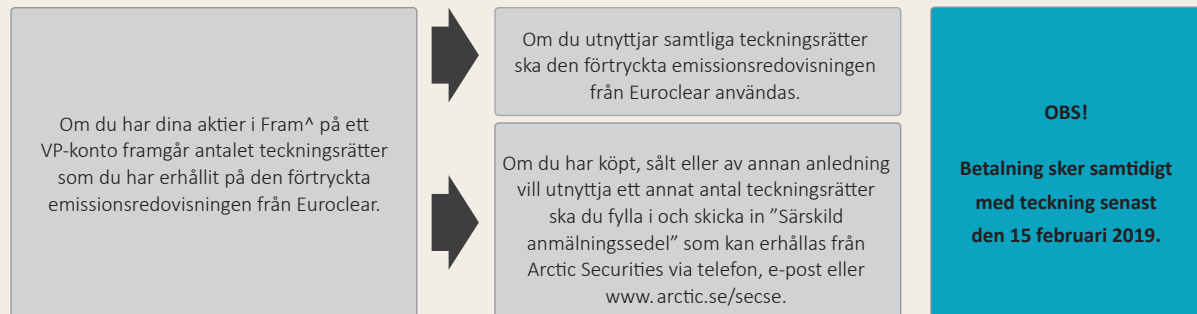 Om du har dina aktier i Fram^ på ett
VP-konto framgår antalet teckningsrätter
som du har erhållit på den förtryckta
emissionsredovisningen från Euroclear.
Om du utnyttjar samtliga teckningsrätter
ska den förtryckta emissionsredovisningen
från Euroclear användas.
Om du har köpt, sålt eller av annan anledning
vill utnyttja ett annat antal teckningsrätter
ska du fylla i och skicka in ”Särskild
anmälningssedel” som kan erhållas från
Arctic Securities via telefon, e-post eller
www. arctic.se/secse.
OBS!
Betalning sker samtidigt
med teckning senast
den 15 februari 2019.